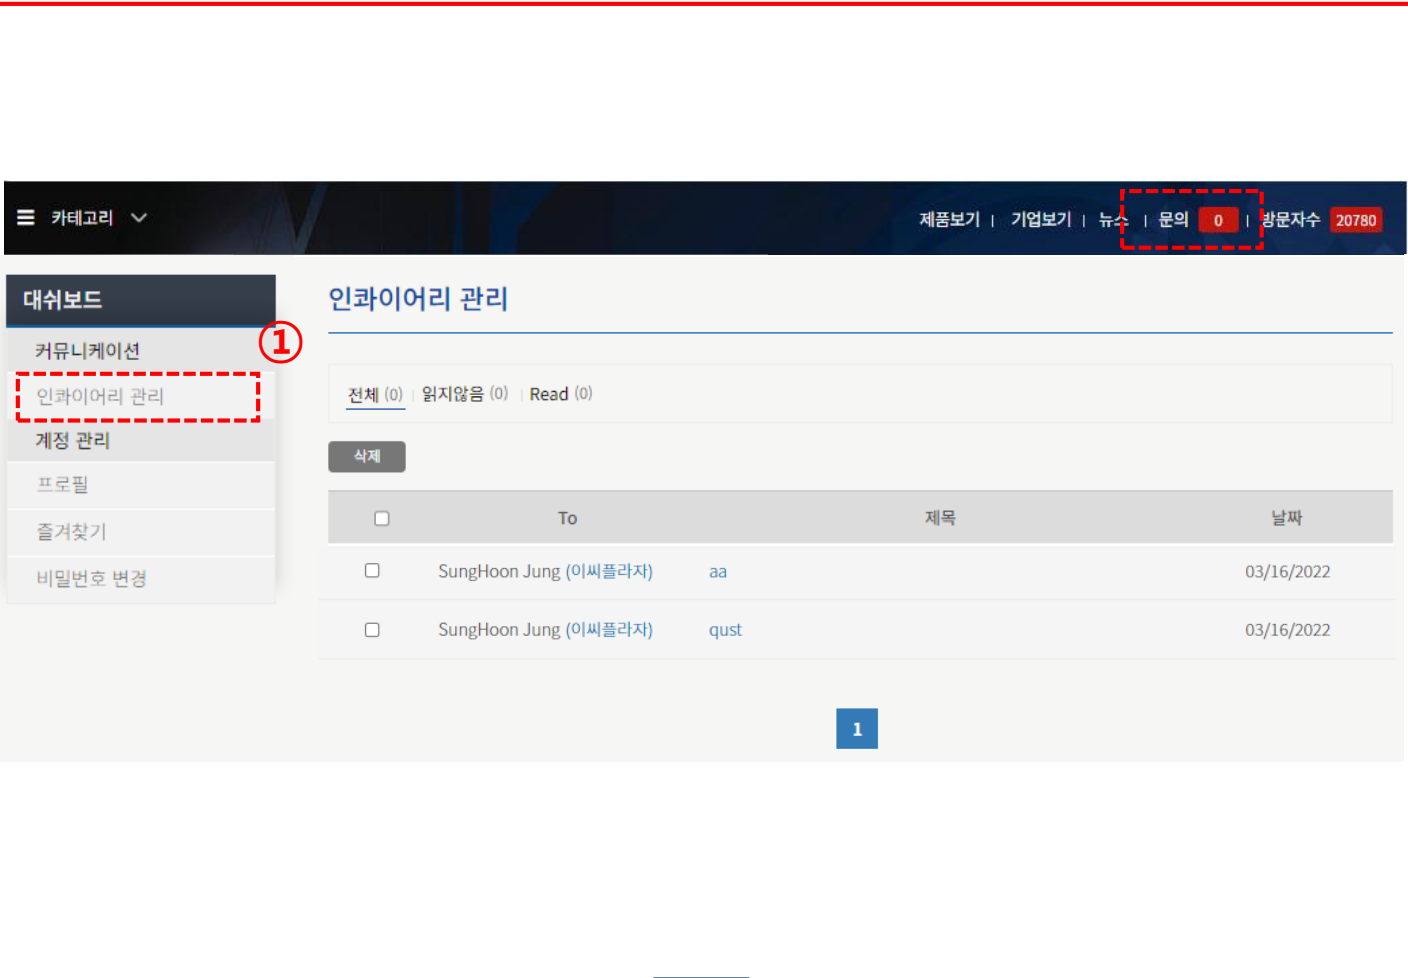 ☰ 카테고리
제품보기 | 기업보기 | 뉴스 | 문의 0 | 방문자수 20780
대쉬보드
①
커뮤니케이션
인콰이어리 관리
계정 관리
프로필
즐겨찾기
비밀번호 변경
인콰이어리 관리
전체 (0) | 읽지않음 (0) | Read (0)
삭제
To 제목 날짜
SungHoon Jung (이씨플라자) aa 03/16/2022
SungHoon Jung (이씨플라자) qust 03/16/2022
1